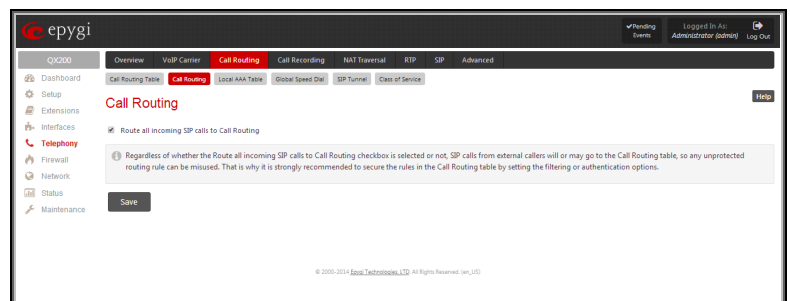 epygi
Pending Events
Logged In As:
Administrator (admin)
Log Out
QX200
Overview VoIP Carrier Call Routing Call Recording NAT Traversal RTP SIP Advanced
Dashboard
Setup
Extensions
Interfaces
Telephony
Firewall
Network
Status
Maintenance
Call Routing Table Call Routing Local AAA Table Global Speed Dial SIP Tunnel Class of Service
Help
Call Routing
Route all incoming SIP calls to Call Routing
Regardless of whether the Route all incoming SIP calls to Call Routing checkbox is selected or not, SIP calls from external callers will or may go to the Call Routing table, so any unprotected
routing rule can be misused. That is why it is strongly recommended to secure the rules in the Call Routing table by setting the filtering or authentication options.
Save
© 2000-2014 Epygi Technologies, LTD. All Rights Reserved. (en_US)